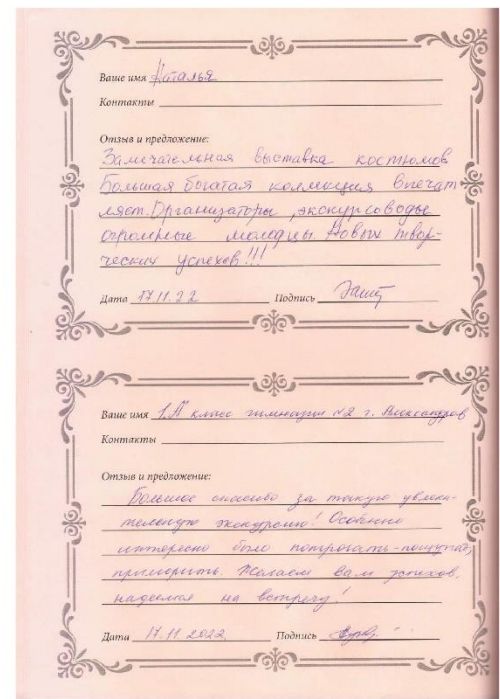 Ваше имя Наталья
Контакты
Отзыв и предложение:
Замечательная выставка костюмов
Большая богатая коллекция впечат
ляет. Организаторы, экскурсоводы
огромные молодцы. Новых твор-
ческих успехов!!!
Дата 17.11.22 Подпись
Ваше имя 1"А" класс гимназии №2 г. Александров
Контакты
Отзыв и предложение:
Большое спасибо за такую увлека-
тельную экскурсию! Особенно
интересно было потрогать-пощупать,
примерить. Желаем вам успехов,
надеемся на встречу!
Дата 17.11.2022 Подпись